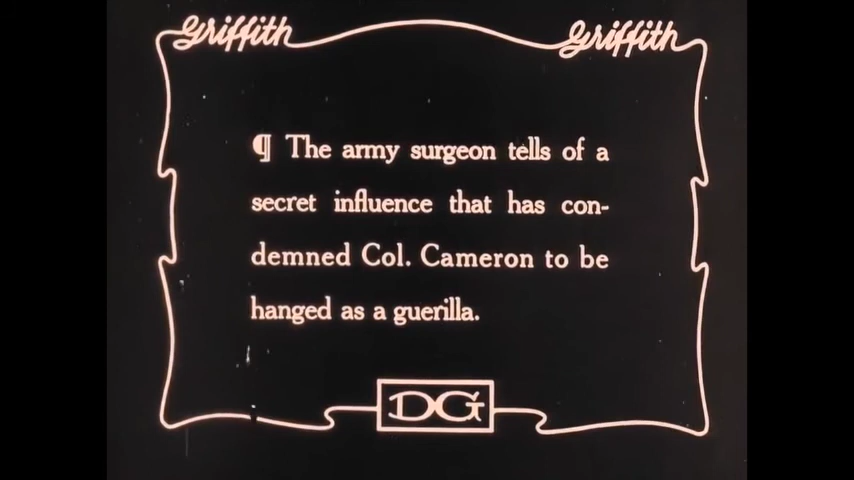 Griffith Griffith
¶ The army surgeon tells of a
secret influence that has con-
demned Col. Cameron to be
hanged as a guerilla.
DG